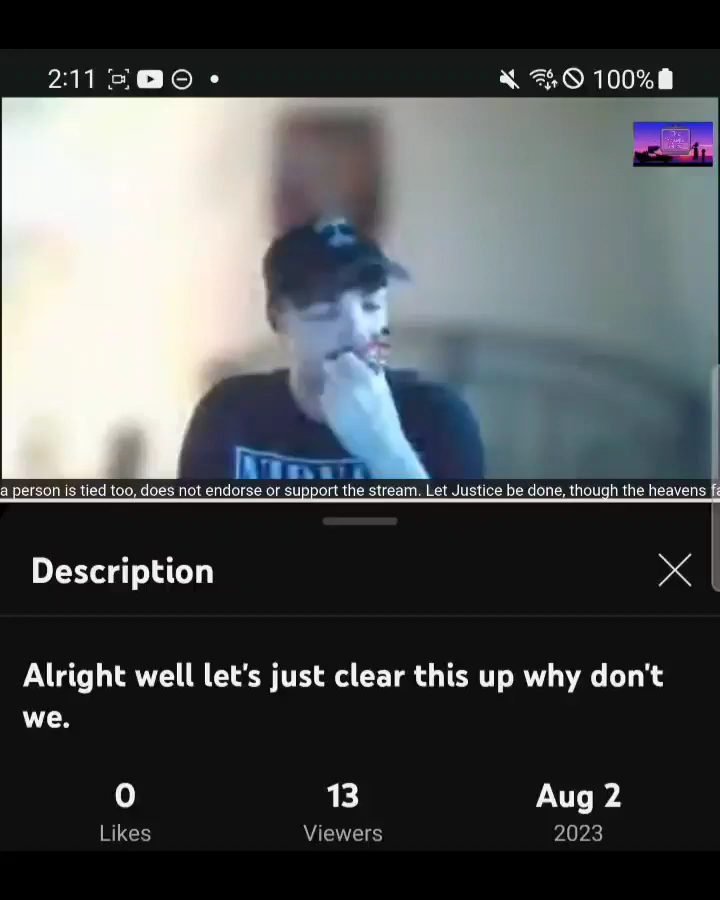 2:11
100%
NIRVA
a person is tied too, does not endorse or support the stream. Let Justice be done, though the heavens fa
Description
Alright well let's just clear this up why don't
we.
0
13
Aug 2
Likes
Viewers
2023